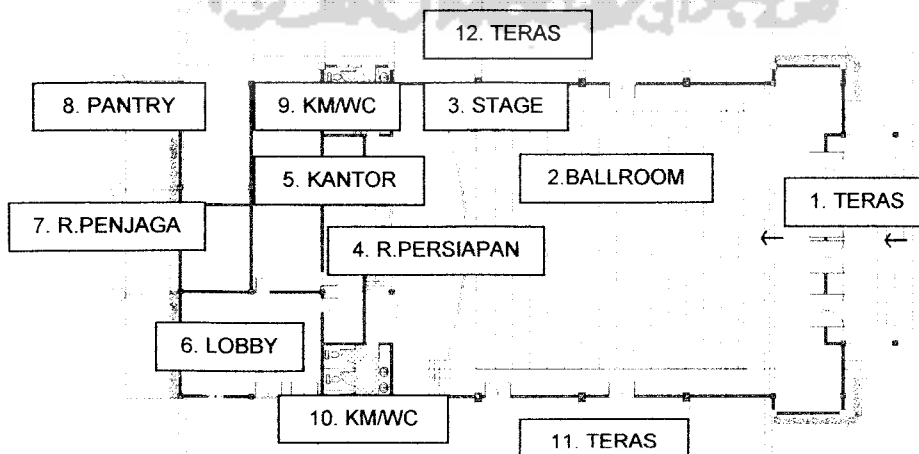 12. TERAS
8. PANTRY
9. KM/WC
3. STAGE
5. KANTOR
2.BALLROOM
1. TERAS
7. R.PENJAGA
4. R.PERSIAPAN
6. LOBBY
10. KM/WC
11. TERAS